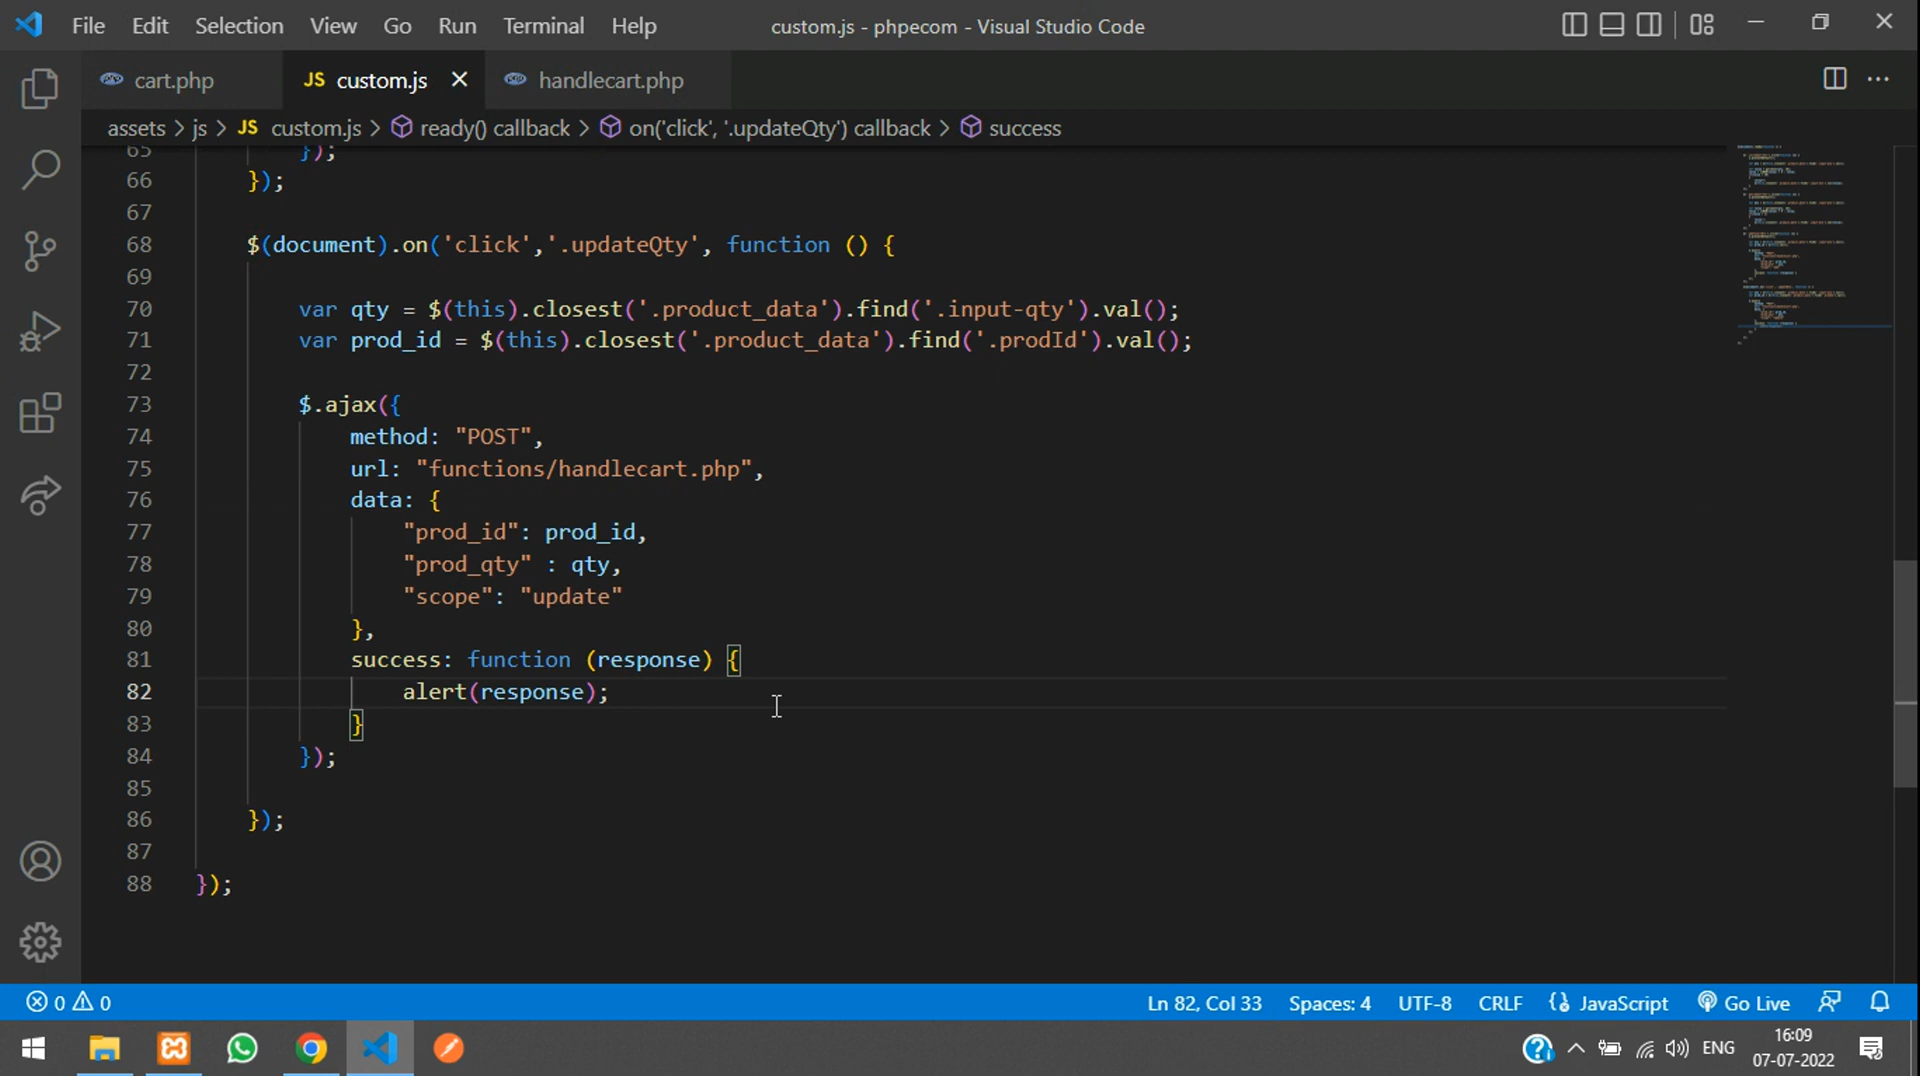 File Edit Selection View Go Run Terminal Help custom.js - phpecom - Visual Studio Code
cart.php JS custom.js handlecart.php
assets > js > JS custom.js > ready() callback > on('click', '.updateQty') callback > success
65 });
66 });
67
68 $(document).on('click','.updateQty', function () {
69
70 var qty = $(this).closest('.product_data').find('.input-qty').val();
71 var prod_id = $(this).closest('.product_data').find('.prodId').val();
72
73 $.ajax({
74 method: "POST",
75 url: "functions/handlecart.php",
76 data: {
77 "prod_id": prod_id,
78 "prod_qty" : qty,
79 "scope": "update"
80 },
81 success: function (response) {
82 alert(response);
83 }
84 });
85
86 });
87
88 });
0 0 Ln 82, Col 33 Spaces: 4 UTF-8 CRLF JavaScript Go Live
ENG 16:09
07-07-2022